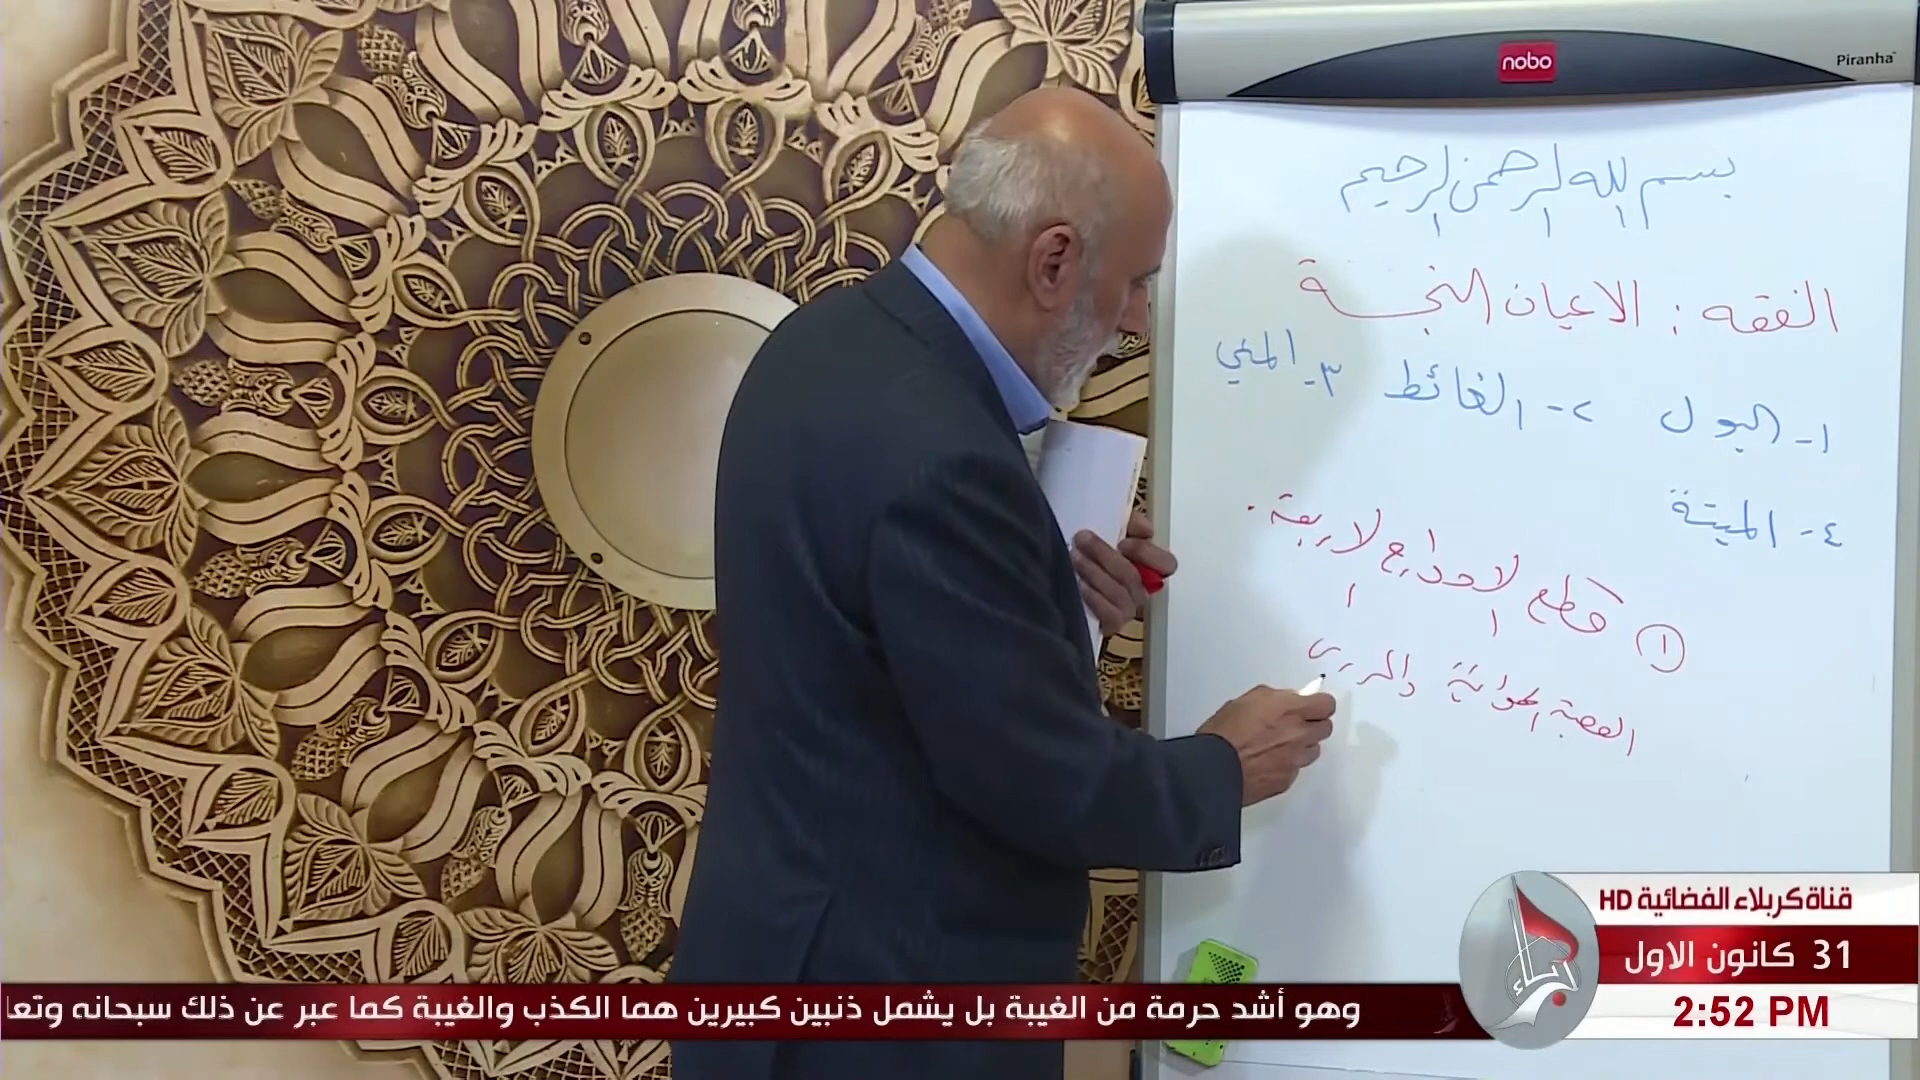 nobo
Piranha™
بسم الله الرحمن الرحيم
الفقه : الاعيان النجسة
١- البول ٢- الغائط ٣- المني
٤- الميتة
① قطع الاوداج الاربعة .
القصبة الهوائية والمريء
قناة كربلاء الفضائية HD
31 كانون الاول
2:52 PM
وهو أشد حرمة من الغيبة بل يشمل ذنبين كبيرين هما الكذب والغيبة كما عبر عن ذلك سبحانه وتعا